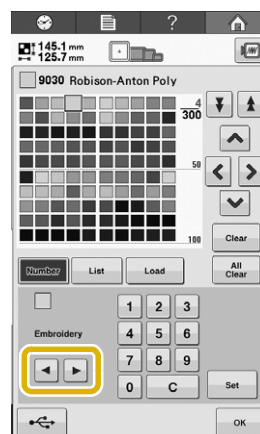 ?
145.1 mm
125.7 mm
9030 Robison-Anton Poly
4
300
50
100
Clear
Number
List
Load
All
Clear
Embroidery
1
2
3
4
5
6
7
8
9
0
C
Set
OK